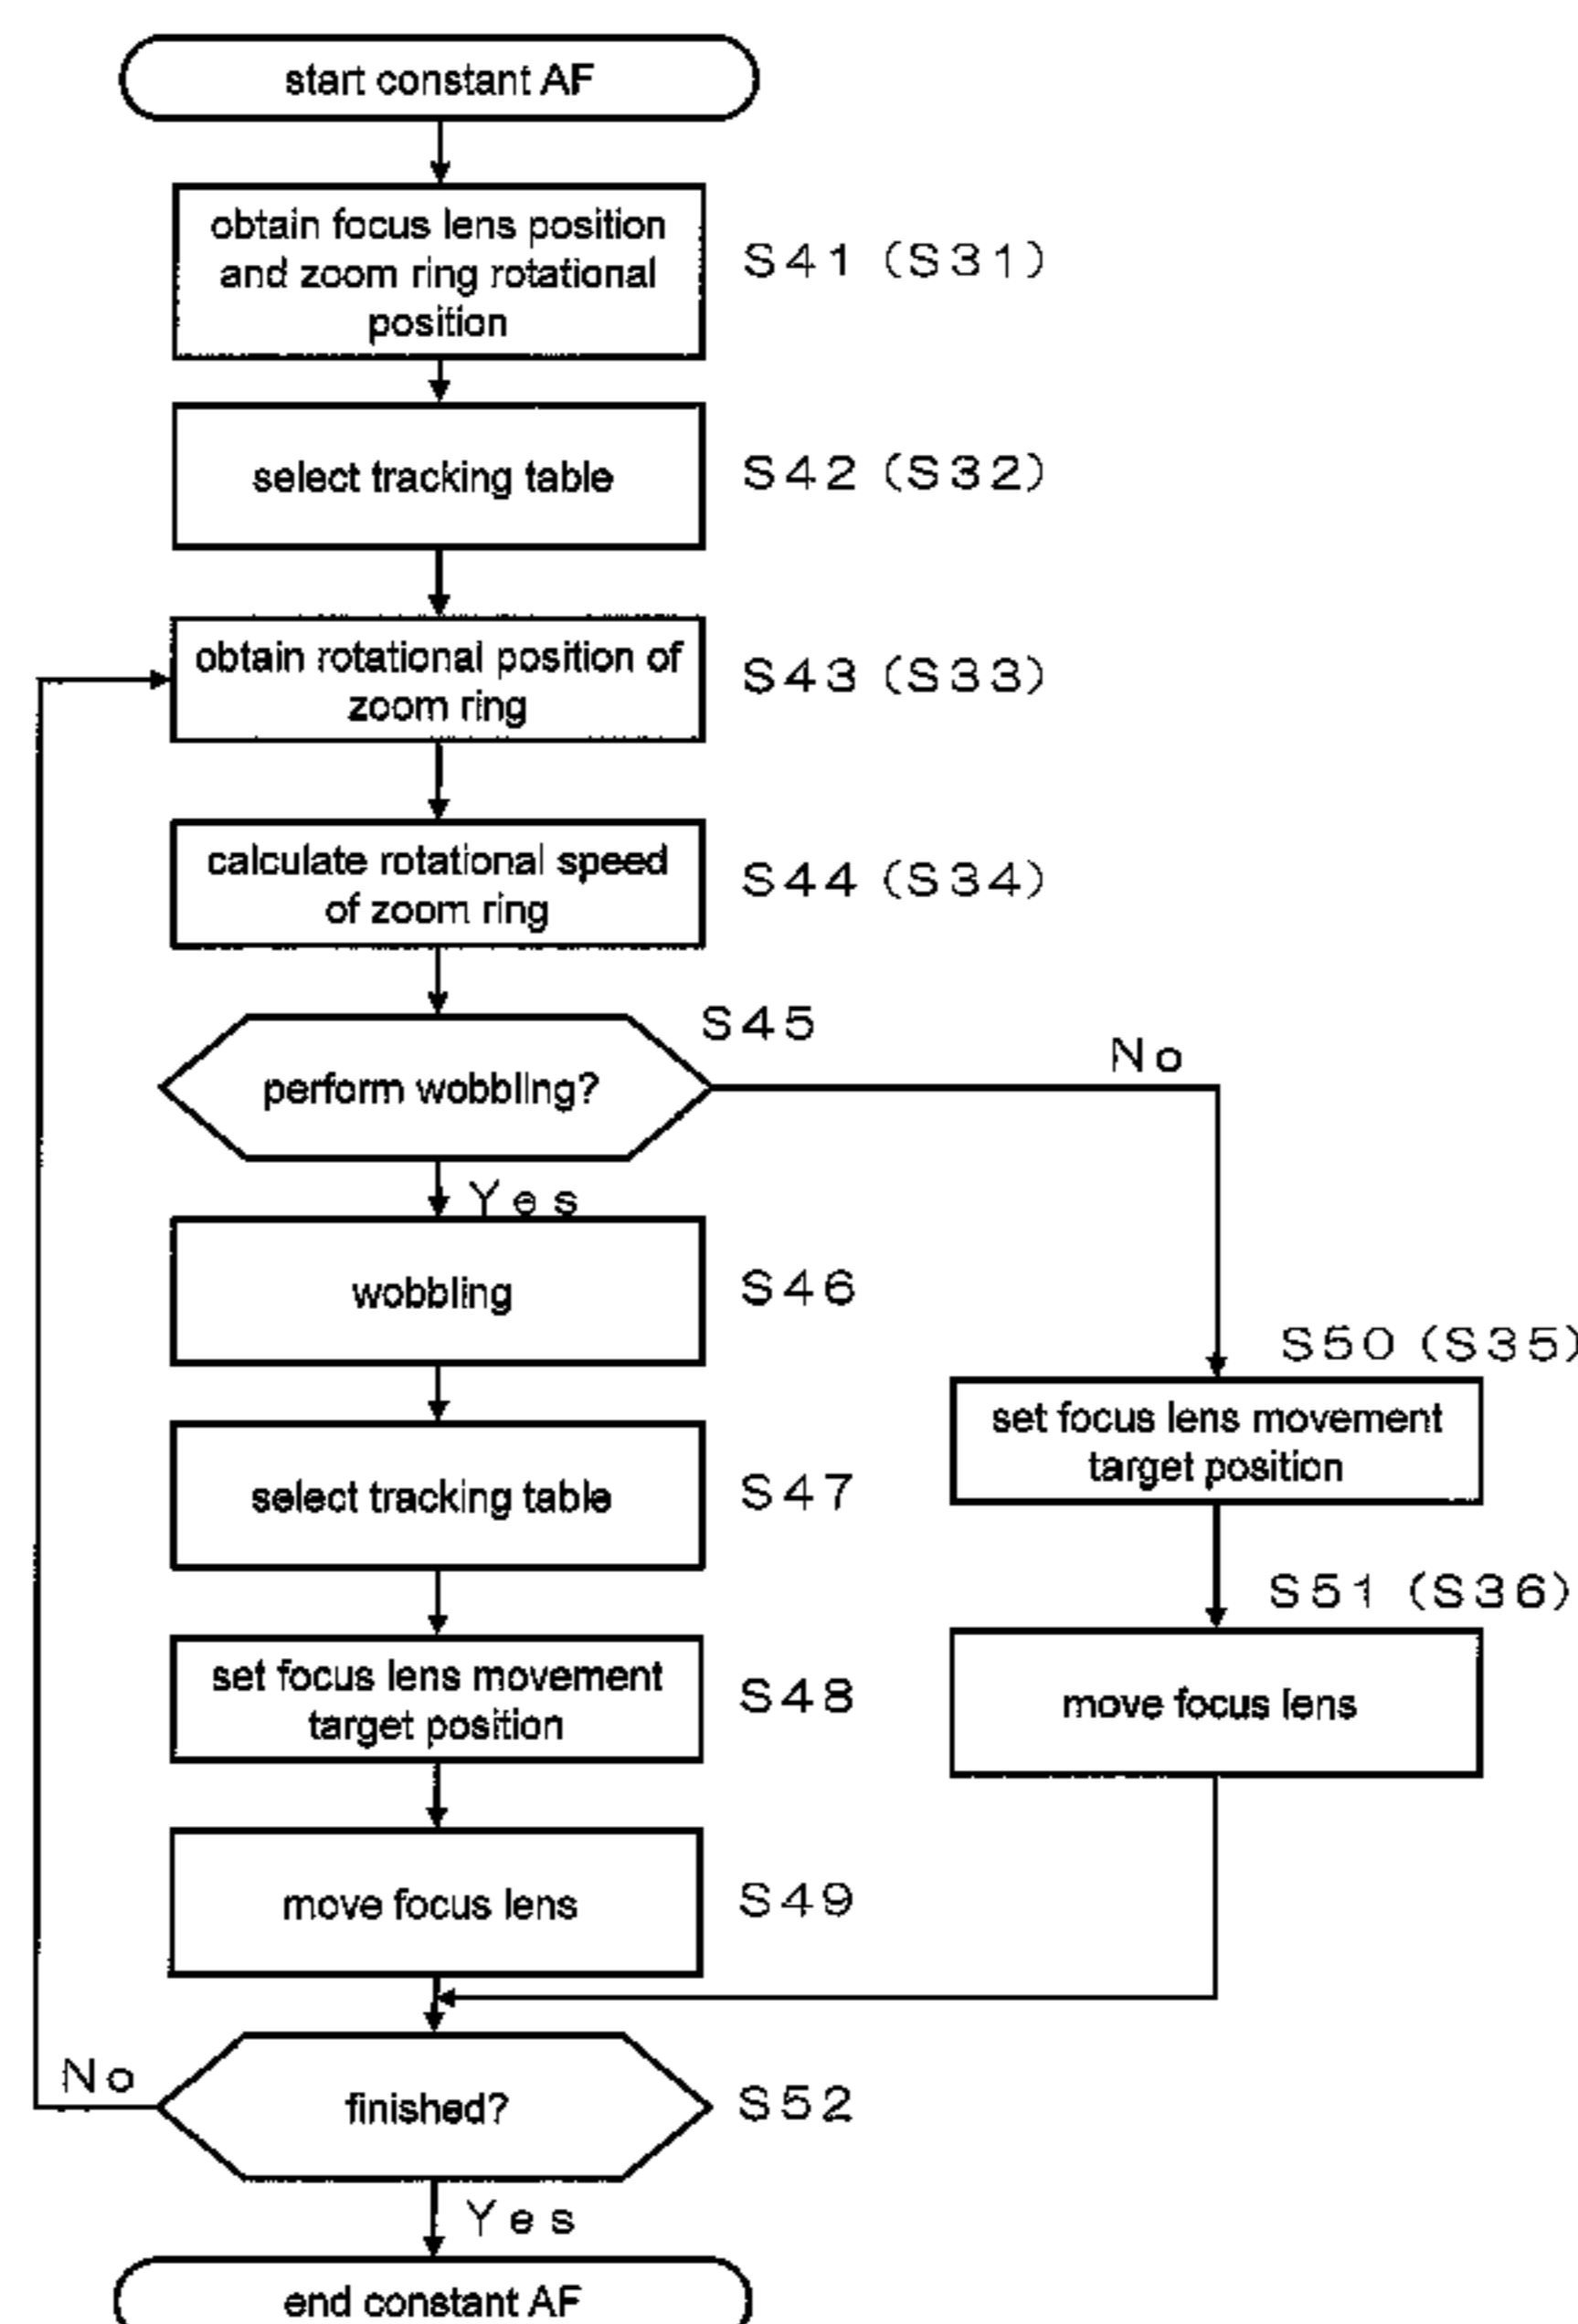 start constant AF
obtain focus lens position
and zoom ring rotational
position
S41 (S31)
select tracking table
S42 (S32)
obtain rotational position of
zoom ring
S43 (S33)
calculate rotational speed
of zoom ring
S44 (S34)
perform wobbling?
S45
No
Yes
wobbling
S46
select tracking table
S47
set focus lens movement
target position
S48
move focus lens
S49
S50 (S35)
set focus lens movement
target position
S51 (S36)
move focus lens
finished?
S52
No
Yes
end constant AF